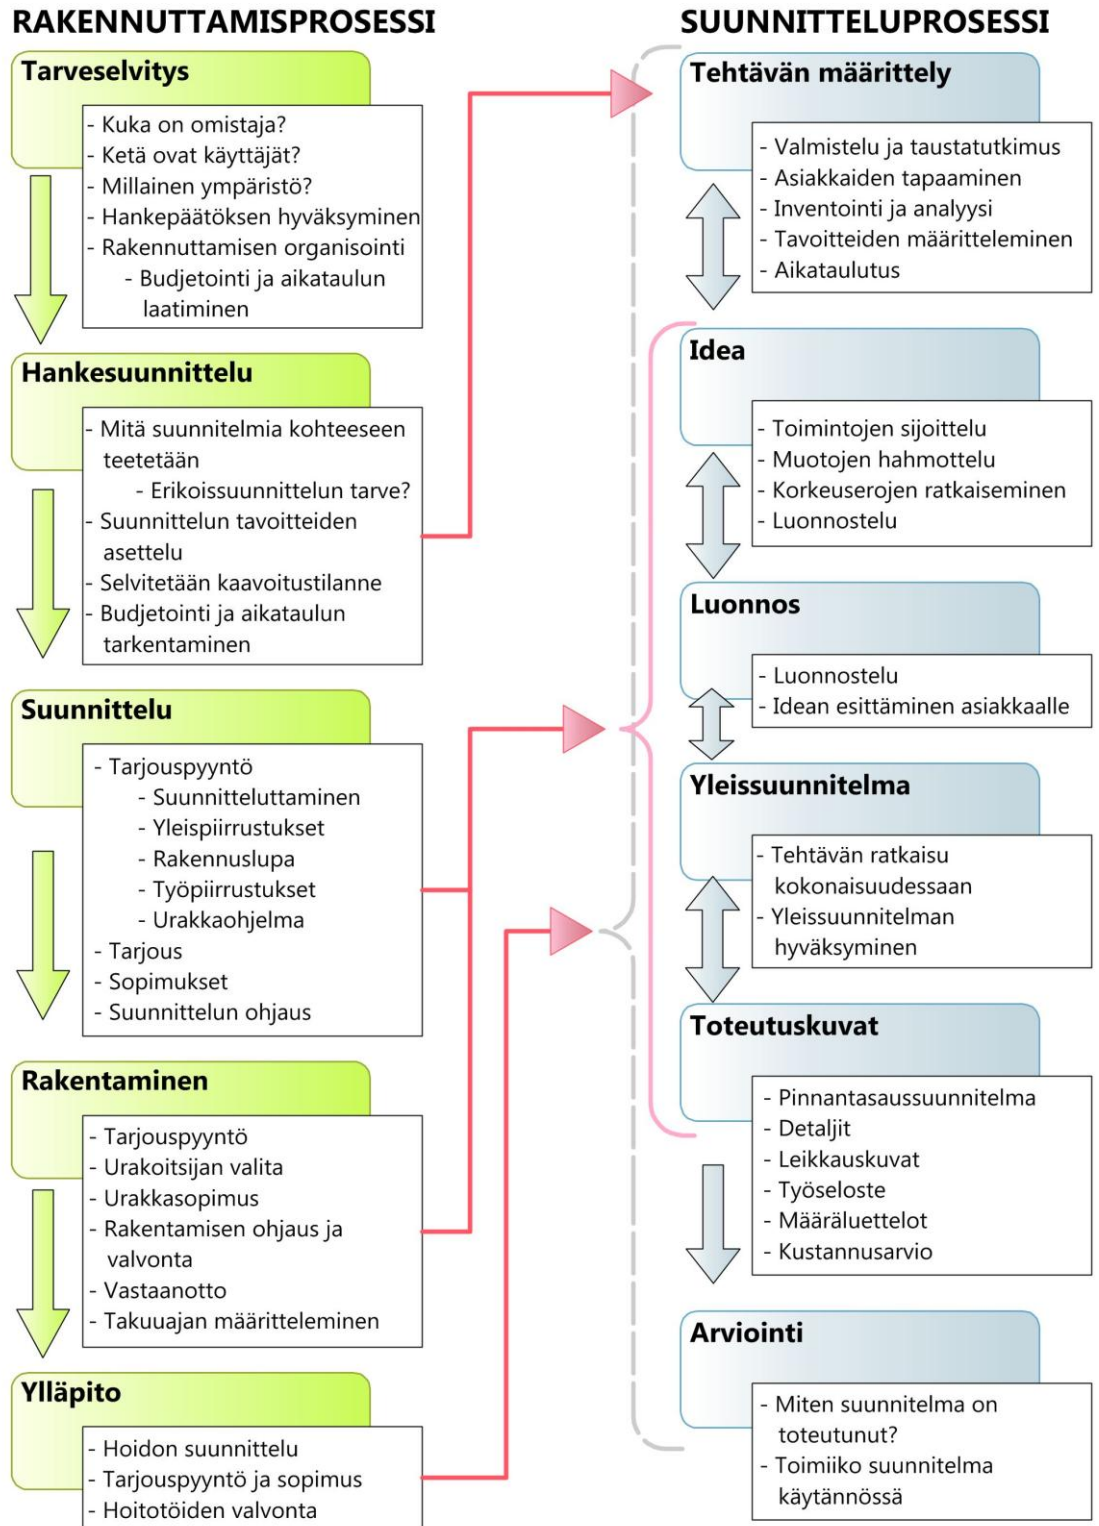 RAKENNUTTAMISPROSESSI
Tarveselvitys
- Kuka on omistaja?
- Ketä ovat käyttäjät?
- Millainen ympäristö?
- Hankepäätöksen hyväksyminen
- Rakennuttamisen organisointi
- Budjetointi ja aikataulun
laatiminen
Hankesuunnittelu
- Mitä suunnitelmia kohteeseen
teetetään
- Erikoissuunnittelun tarve?
- Suunnittelun tavoitteiden
asettelu
- Selvitetään kaavoitustilanne
- Budjetointi ja aikataulun
tarkentaminen
Suunnittelu
- Tarjouspyyntö
- Suunnitteluttaminen
- Yleispiirrustukset
- Rakennuslupa
- Työpiirrustukset
- Urakkaohjelma
- Tarjous
- Sopimukset
- Suunnittelun ohjaus
Rakentaminen
- Tarjouspyyntö
- Urakoitsijan valita
- Urakkasopimus
- Rakentamisen ohjaus ja
valvonta
- Vastaanotto
- Takuuajan määritteleminen
Ylläpito
- Hoidon suunnittelu
- Tarjouspyyntö ja sopimus
- Hoitotöiden valvonta
SUUNNITTELUPROSESSI
Tehtävän määrittely
- Valmistelu ja taustatutkimus
- Asiakkaiden tapaaminen
- Inventointi ja analyysi
- Tavoitteiden määritteleminen
- Aikataulutus
Idea
- Toimintojen sijoittelu
- Muotojen hahmottelu
- Korkeuserojen ratkaiseminen
- Luonnostelu
Luonnos
- Luonnostelu
- Idean esittäminen asiakkaalle
Yleissuunnitelma
- Tehtävän ratkaisu
kokonaisuudessaan
- Yleissuunnitelman
hyväksyminen
Toteutuskuvat
- Pinnantasaussuunnitelma
- Detaljit
- Leikkauskuvat
- Työseloste
- Määräluettelot
- Kustannusarvio
Arviointi
- Miten suunnitelma on
toteutunut?
- Toimiiko suunnitelma
käytännössä